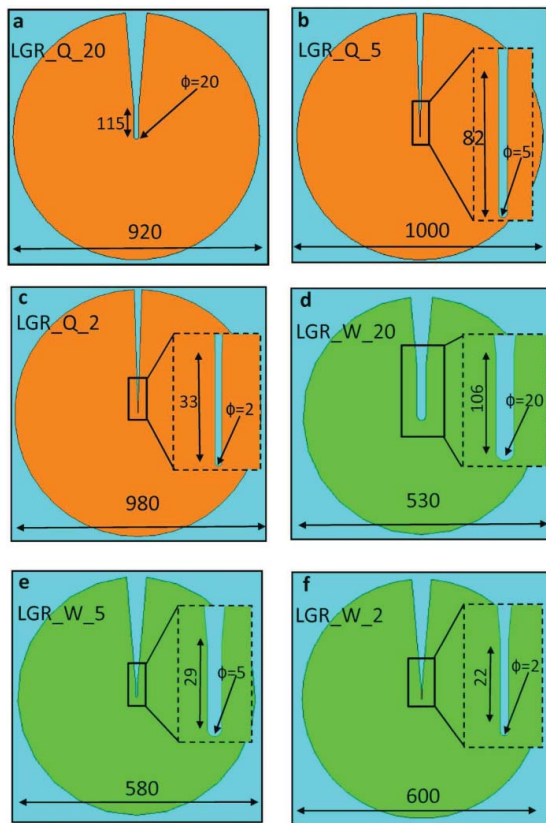 a
LGR_Q_20
ϕ=20
115
920
b
LGR_Q_5
82
ϕ=5
1000
c
LGR_Q_2
33
ϕ=2
980
d
LGR_W_20
106
ϕ=20
530
e
LGR_W_5
29
ϕ=5
580
f
LGR_W_2
22
ϕ=2
600